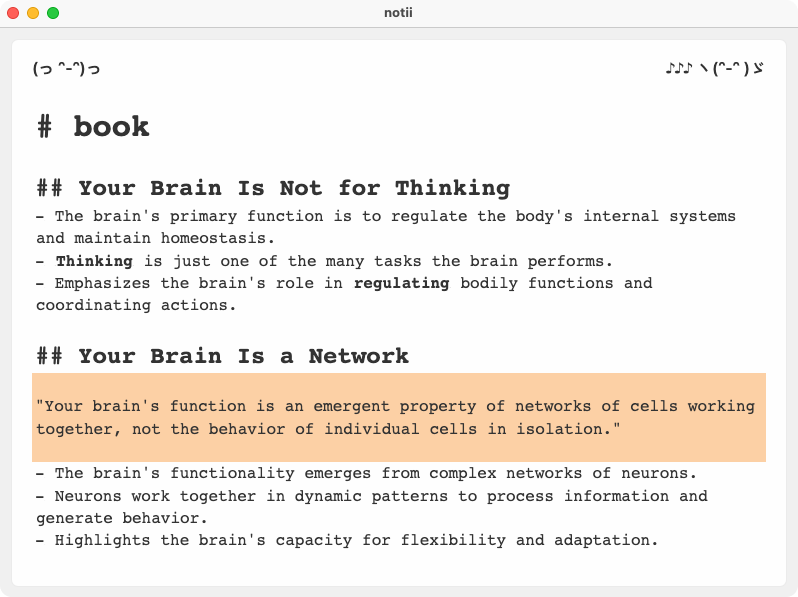 notii
(っ ᵔ-ᵔ)っ
♪♪♪ ヽ(ᵔ-ᵔ )ゞ
# book
## Your Brain Is Not for Thinking
- The brain's primary function is to regulate the body's internal systems
and maintain homeostasis.
- Thinking is just one of the many tasks the brain performs.
- Emphasizes the brain's role in regulating bodily functions and
coordinating actions.
## Your Brain Is a Network
"Your brain's function is an emergent property of networks of cells working
together, not the behavior of individual cells in isolation."
- The brain's functionality emerges from complex networks of neurons.
- Neurons work together in dynamic patterns to process information and
generate behavior.
- Highlights the brain's capacity for flexibility and adaptation.